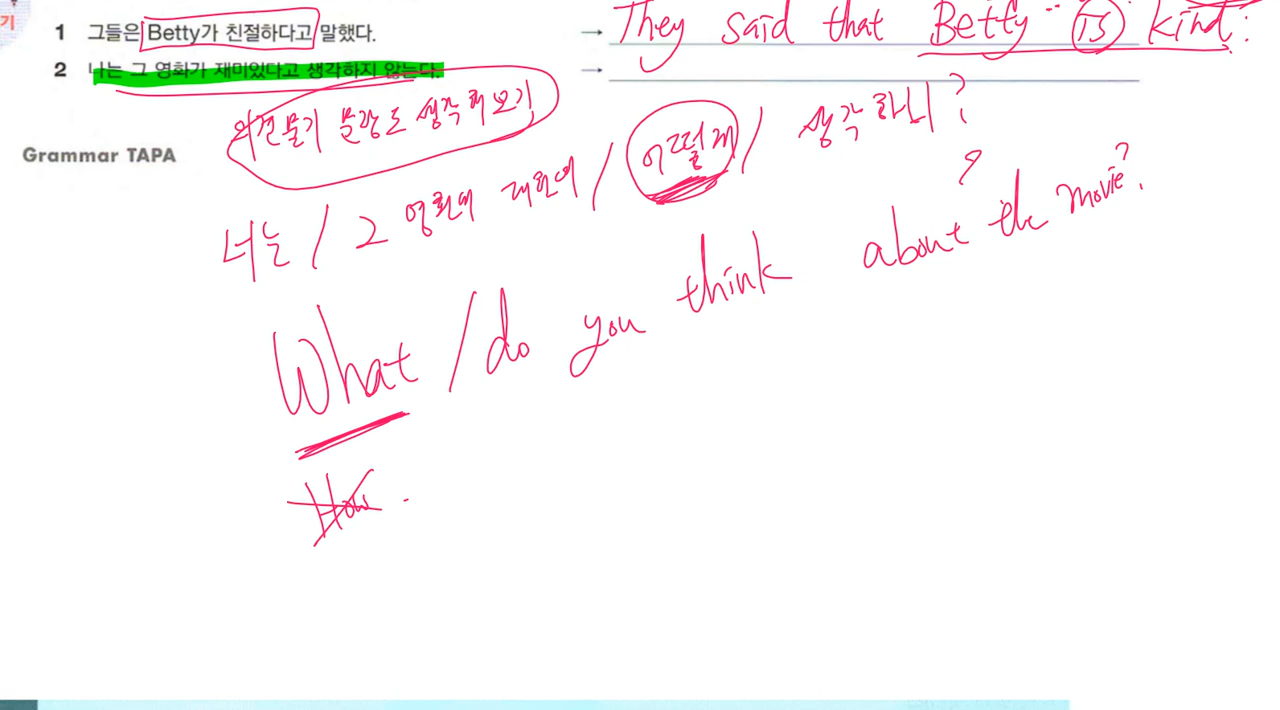 기
1 그들은 Betty가 친절하다고 말했다. → They said that Betty is kind.
2 나는 그 영화가 재미있다고 생각하지 않는다. →
의견묻기 문장도 생각해보기
Grammar TAPA
너는 / 그 영화에 대한에 / 어떻게 / 생각하니?
What / do you think about the movie?
How.